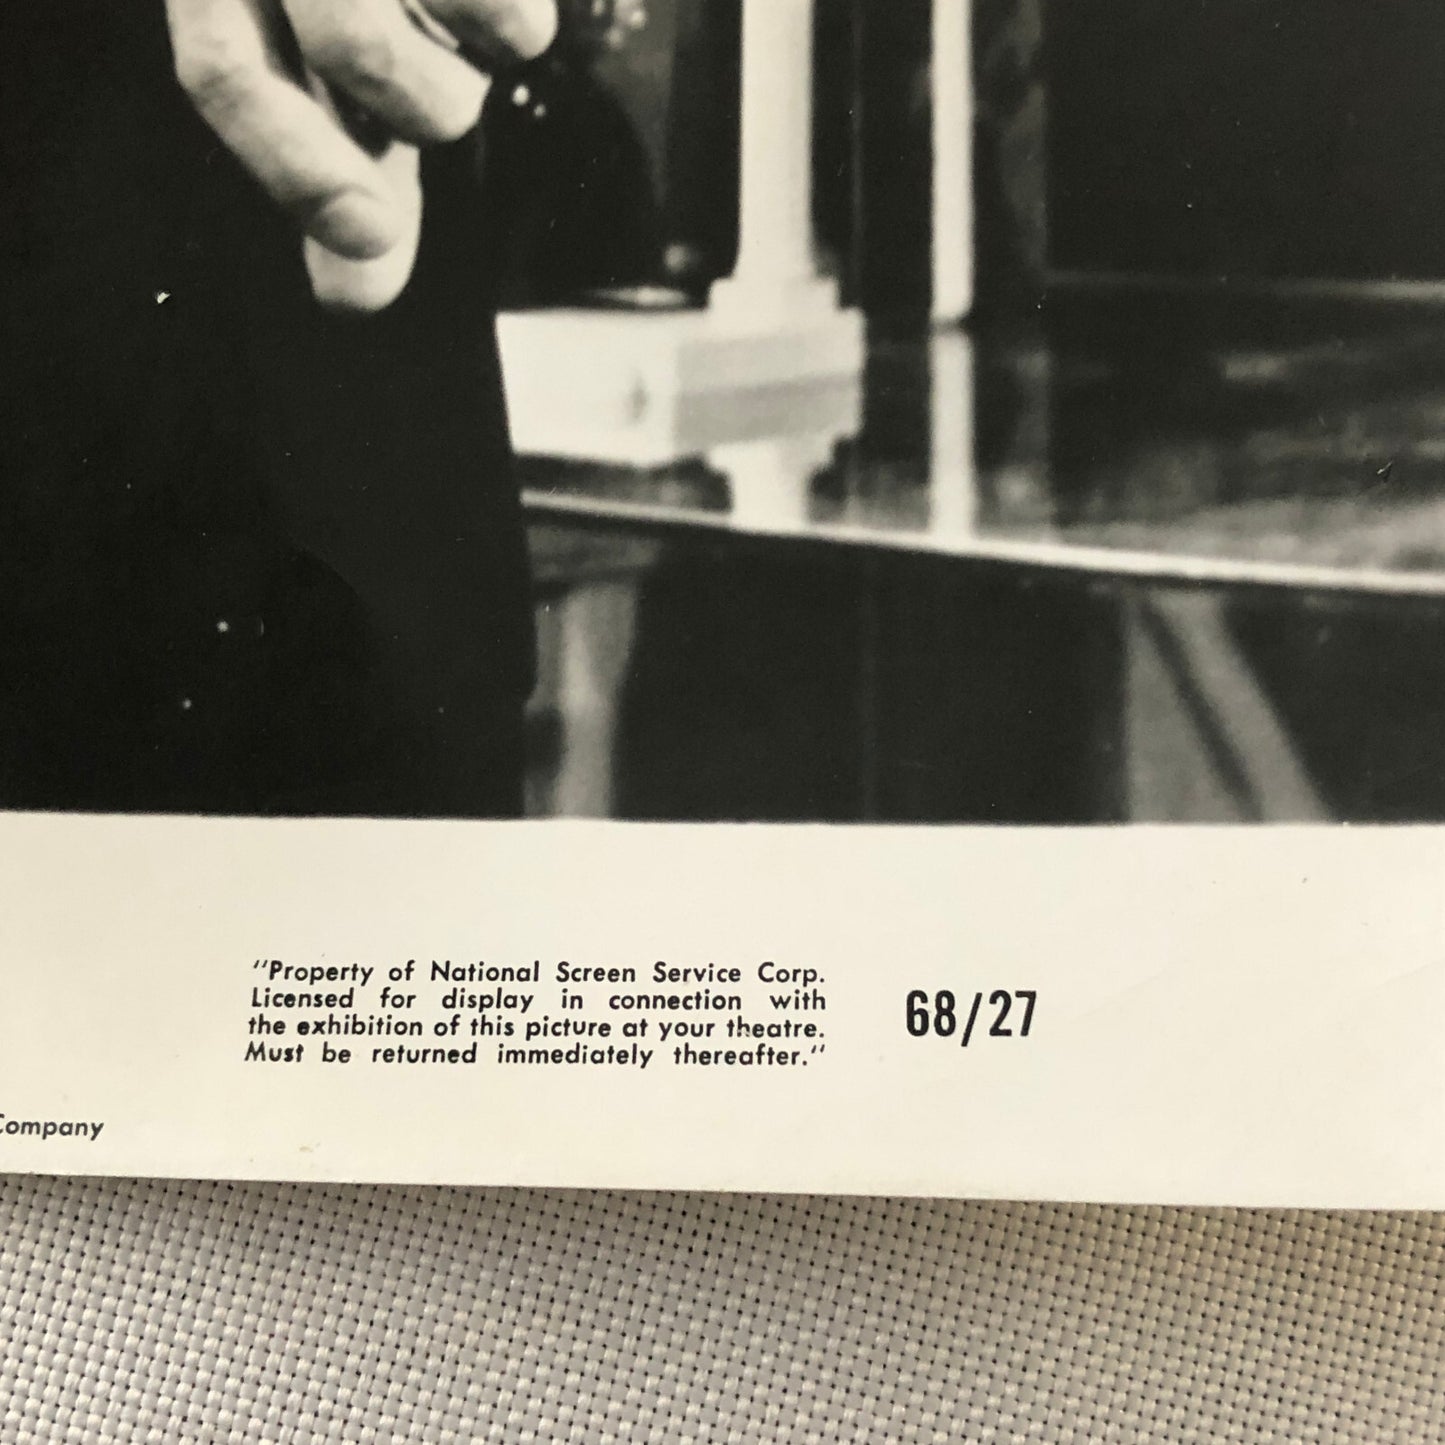 "Property of National Screen Service Corp.
Licensed for display in connection with
the exhibition of this picture at your theatre.
Must be returned immediately thereafter."
68/27
Company